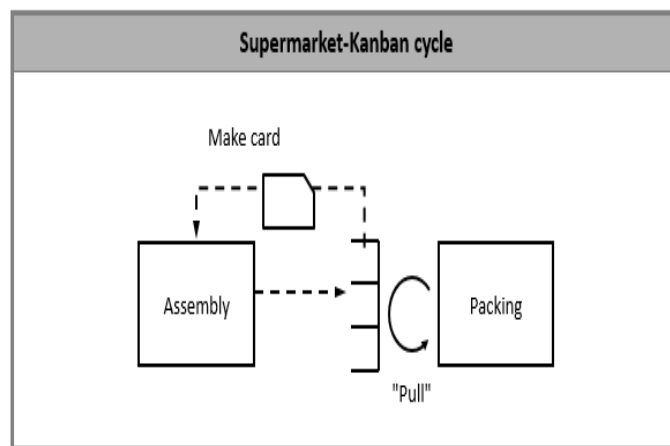 Supermarket-Kanban cycle
Make card
Assembly
Packing
"Pull"